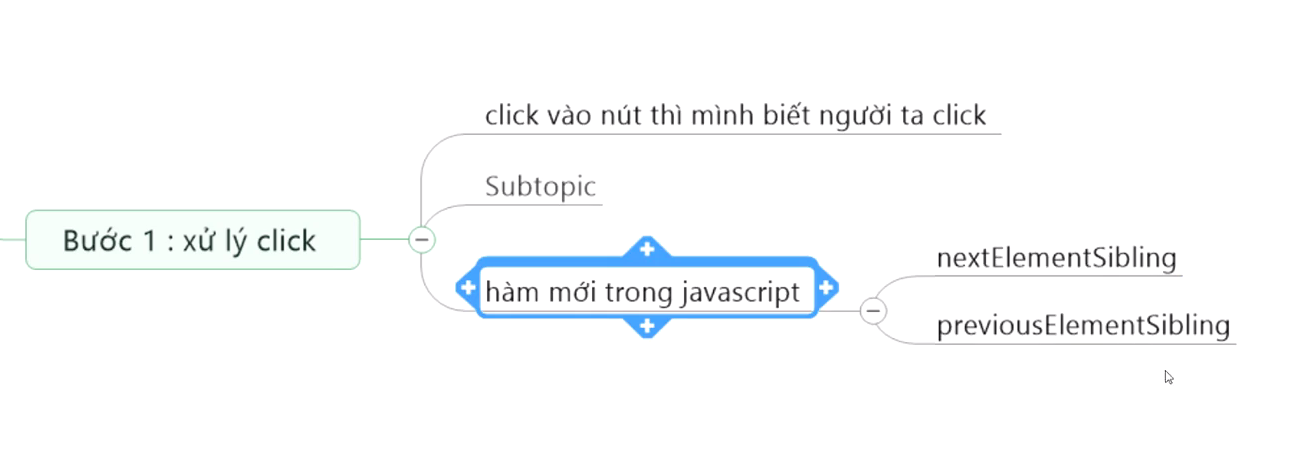 click vào nút thì mình biết người ta click
Subtopic
Bước 1 : xử lý click
hàm mới trong javascript
nextElementSibling
previousElementSibling